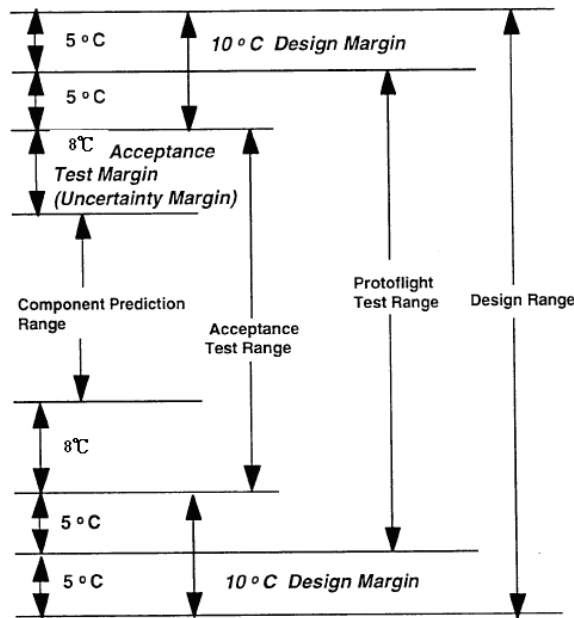 5 °C
10 °C Design Margin
5 °C
8℃ Acceptance
Test Margin
(Uncertainty Margin)
Component Prediction
Range
Acceptance
Test Range
Protoflight
Test Range
Design Range
8℃
5 °C
5 °C
10 °C Design Margin